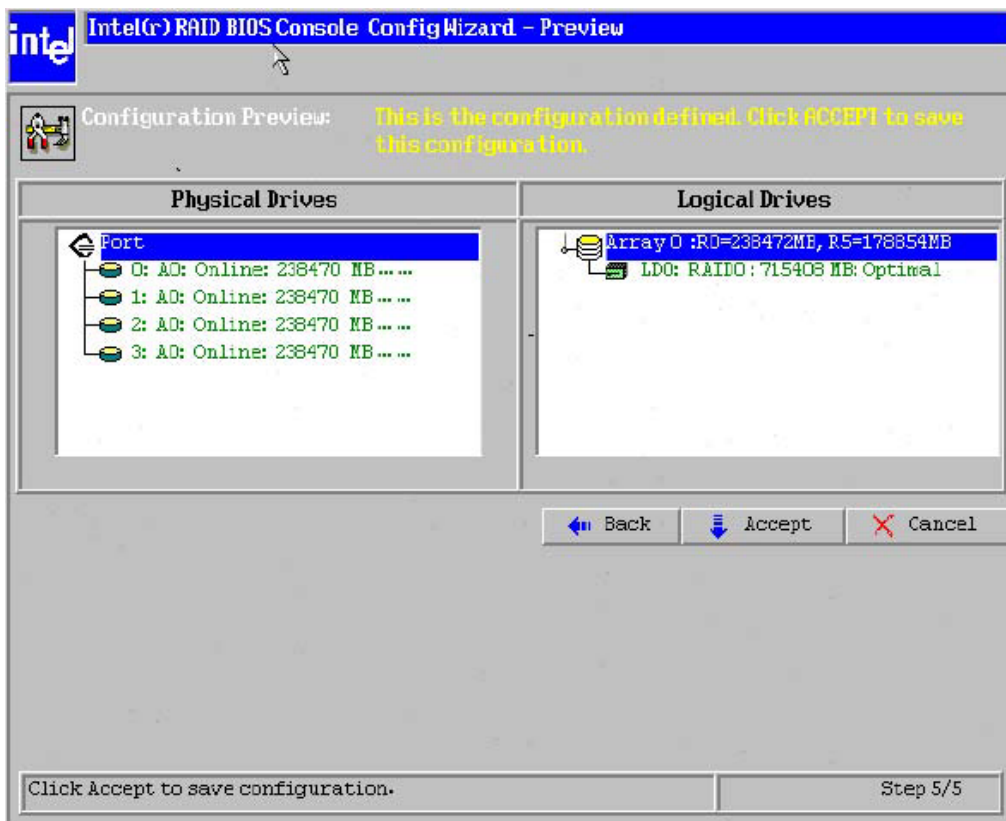 intel
Intel(r) RAID BIOS Console Config Wizard - Preview
Configuration Preview:
This is the configuration defined. Click ACCEPT to save
this configuration.
Physical Drives
Port
0: A0: Online: 238470 MB... ...
1: A0: Online: 238470 MB... ...
2: A0: Online: 238470 MB... ...
3: A0: Online: 238470 MB... ...
Logical Drives
Array 0 :R0=238472MB, R5=178854MB
LD0: RAID0 : 715408 MB: Optimal
Back
Accept
Cancel
Click Accept to save configuration.
Step 5/5